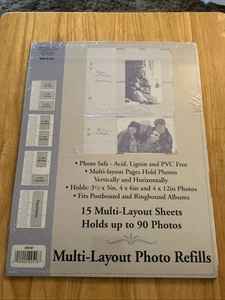 • Photo Safe - Acid, Lignin and PVC Free
• Multi-layout Pages Hold Photos
Vertically and Horizontally
• Holds: 3½ x 5in, 4 x 6in and 4 x 12in Photos
• Fits Postbound and Ringbound Albums
15 Multi-Layout Sheets
Holds up to 90 Photos
Multi-Layout Photo Refills